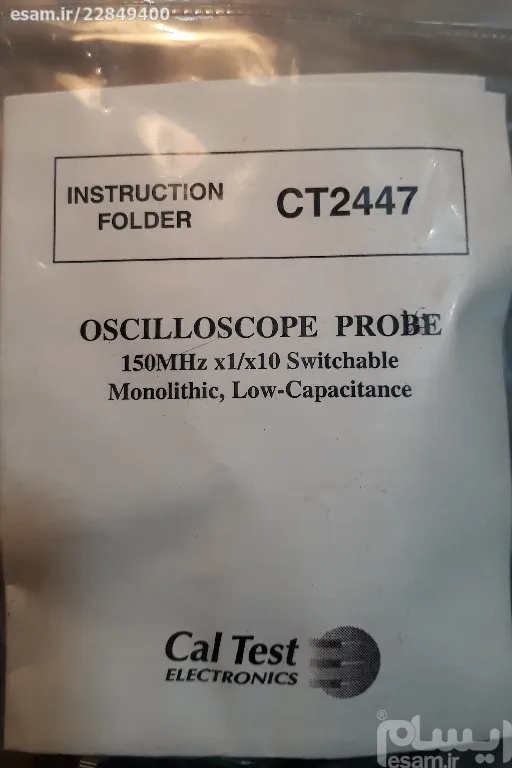 esam.ir/22849400
INSTRUCTION
FOLDER
CT2447
OSCILLOSCOPE PROBE
150MHz x1/x10 Switchable
Monolithic, Low-Capacitance
Cal Test
ELECTRONICS
®ایسام
esam.ir